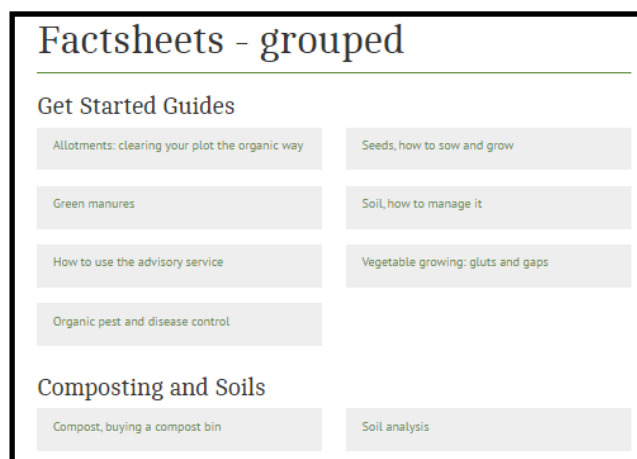 Factsheets - grouped
Get Started Guides
Allotments: clearing your plot the organic way
Seeds, how to sow and grow
Green manures
Soil, how to manage it
How to use the advisory service
Vegetable growing: gluts and gaps
Organic pest and disease control
Composting and Soils
Compost, buying a compost bin
Soil analysis